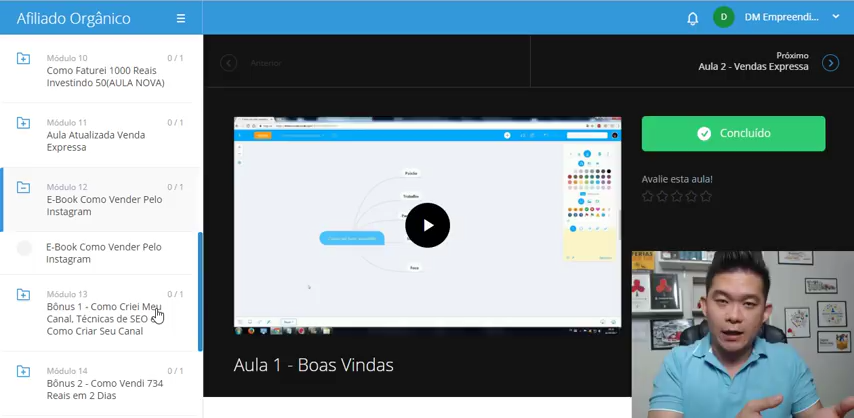 Afiliado Orgânico
D
DM Empreendi...
Módulo 10
0 / 1
Como Faturei 1000 Reais
Investindo 50(AULA NOVA)
Módulo 11
0 / 1
Aula Atualizada Venda
Expressa
Módulo 12
0 / 1
E-Book Como Vender Pelo
Instagram
E-Book Como Vender Pelo
Instagram
Módulo 13
0 / 1
Bônus 1 - Como Criei Meu
Canal, Técnicas de SEO e
Como Criar Seu Canal
Módulo 14
0 / 1
Bônus 2 - Como Vendi 734
Reais em 2 Dias
Anterior
Próximo
Aula 2 - Vendas Expressa
Paixão
Trabalho
Foco
Aula 1 - Boas Vindas
Concluído
Avalie esta aula!